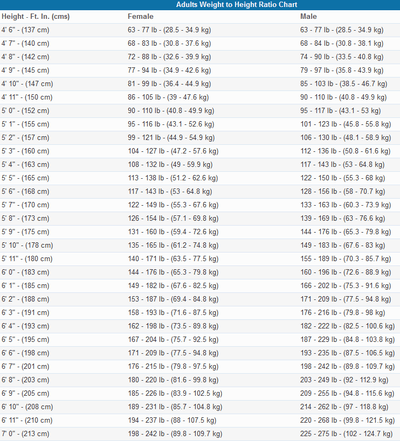 Adults Weight to Height Ratio Chart
Height - Ft. In. (cms) Female Male
4' 6" - (137 cm) 63 - 77 lb - (28.5 - 34.9 kg) 63 - 77 lb - (28.5 - 34.9 kg)
4' 7" - (140 cm) 68 - 83 lb - (30.8 - 37.6 kg) 68 - 84 lb - (30.8 - 38.1 kg)
4' 8" - (142 cm) 72 - 88 lb - (32.6 - 39.9 kg) 74 - 90 lb - (33.5 - 40.8 kg)
4' 9" - (145 cm) 77 - 94 lb - (34.9 - 42.6 kg) 79 - 97 lb - (35.8 - 43.9 kg)
4' 10" - (147 cm) 81 - 99 lb - (36.4 - 44.9 kg) 85 - 103 lb - (38.5 - 46.7 kg)
4' 11" - (150 cm) 86 - 105 lb - (39 - 47.6 kg) 90 - 110 lb - (40.8 - 49.9 kg)
5' 0" - (152 cm) 90 - 110 lb - (40.8 - 49.9 kg) 95 - 117 lb - (43.1 - 53 kg)
5' 1" - (155 cm) 95 - 116 lb - (43.1 - 52.6 kg) 101 - 123 lb - (45.8 - 55.8 kg)
5' 2" - (157 cm) 99 - 121 lb - (44.9 - 54.9 kg) 106 - 130 lb - (48.1 - 58.9 kg)
5' 3" - (160 cm) 104 - 127 lb - (47.2 - 57.6 kg) 112 - 136 lb - (50.8 - 61.6 kg)
5' 4" - (163 cm) 108 - 132 lb - (49 - 59.9 kg) 117 - 143 lb - (53 - 64.8 kg)
5' 5" - (165 cm) 113 - 138 lb - (51.2 - 62.6 kg) 122 - 150 lb - (55.3 - 68 kg)
5' 6" - (168 cm) 117 - 143 lb - (53 - 64.8 kg) 128 - 156 lb - (58 - 70.7 kg)
5' 7" - (170 cm) 122 - 149 lb - (55.3 - 67.6 kg) 133 - 163 lb - (60.3 - 73.9 kg)
5' 8" - (173 cm) 126 - 154 lb - (57.1 - 69.8 kg) 139 - 169 lb - (63 - 76.6 kg)
5' 9" - (175 cm) 131 - 160 lb - (59.4 - 72.6 kg) 144 - 176 lb - (65.3 - 79.8 kg)
5' 10" - (178 cm) 135 - 165 lb - (61.2 - 74.8 kg) 149 - 183 lb - (67.6 - 83 kg)
5' 11" - (180 cm) 140 - 171 lb - (63.5 - 77.5 kg) 155 - 189 lb - (70.3 - 85.7 kg)
6' 0" - (183 cm) 144 - 176 lb - (65.3 - 79.8 kg) 160 - 196 lb - (72.6 - 88.9 kg)
6' 1" - (185 cm) 149 - 182 lb - (67.6 - 82.5 kg) 166 - 202 lb - (75.3 - 91.6 kg)
6' 2" - (188 cm) 153 - 187 lb - (69.4 - 84.8 kg) 171 - 209 lb - (77.5 - 94.8 kg)
6' 3" - (191 cm) 158 - 193 lb - (71.6 - 87.5 kg) 176 - 216 lb - (79.8 - 98 kg)
6' 4" - (193 cm) 162 - 198 lb - (73.5 - 89.8 kg) 182 - 222 lb - (82.5 - 100.6 kg)
6' 5" - (195 cm) 167 - 204 lb - (75.7 - 92.5 kg) 187 - 229 lb - (84.8 - 103.8 kg)
6' 6" - (198 cm) 171 - 209 lb - (77.5 - 94.8 kg) 193 - 235 lb - (87.5 - 106.5 kg)
6' 7" - (201 cm) 176 - 215 lb - (79.8 - 97.5 kg) 198 - 242 lb - (89.8 - 109.7 kg)
6' 8" - (203 cm) 180 - 220 lb - (81.6 - 99.8 kg) 203 - 249 lb - (92 - 112.9 kg)
6' 9" - (205 cm) 185 - 226 lb - (83.9 - 102.5 kg) 209 - 255 lb - (94.8 - 115.6 kg)
6' 10" - (208 cm) 189 - 231 lb - (85.7 - 104.8 kg) 214 - 262 lb - (97 - 118.8 kg)
6' 11" - (210 cm) 194 - 237 lb - (88 - 107.5 kg) 220 - 268 lb - (99.8 - 121.5 kg)
7' 0" - (213 cm) 198 - 242 lb - (89.8 - 109.7 kg) 225 - 275 lb - (102 - 124.7 kg)